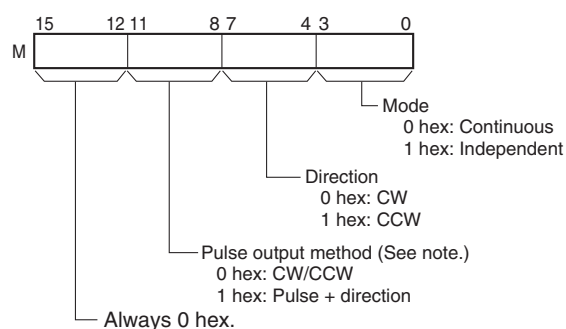 15 12 11 8 7 4 3 0
M
Mode
0 hex: Continuous
1 hex: Independent
Direction
0 hex: CW
1 hex: CCW
Pulse output method (See note.)
0 hex: CW/CCW
1 hex: Pulse + direction
Always 0 hex.